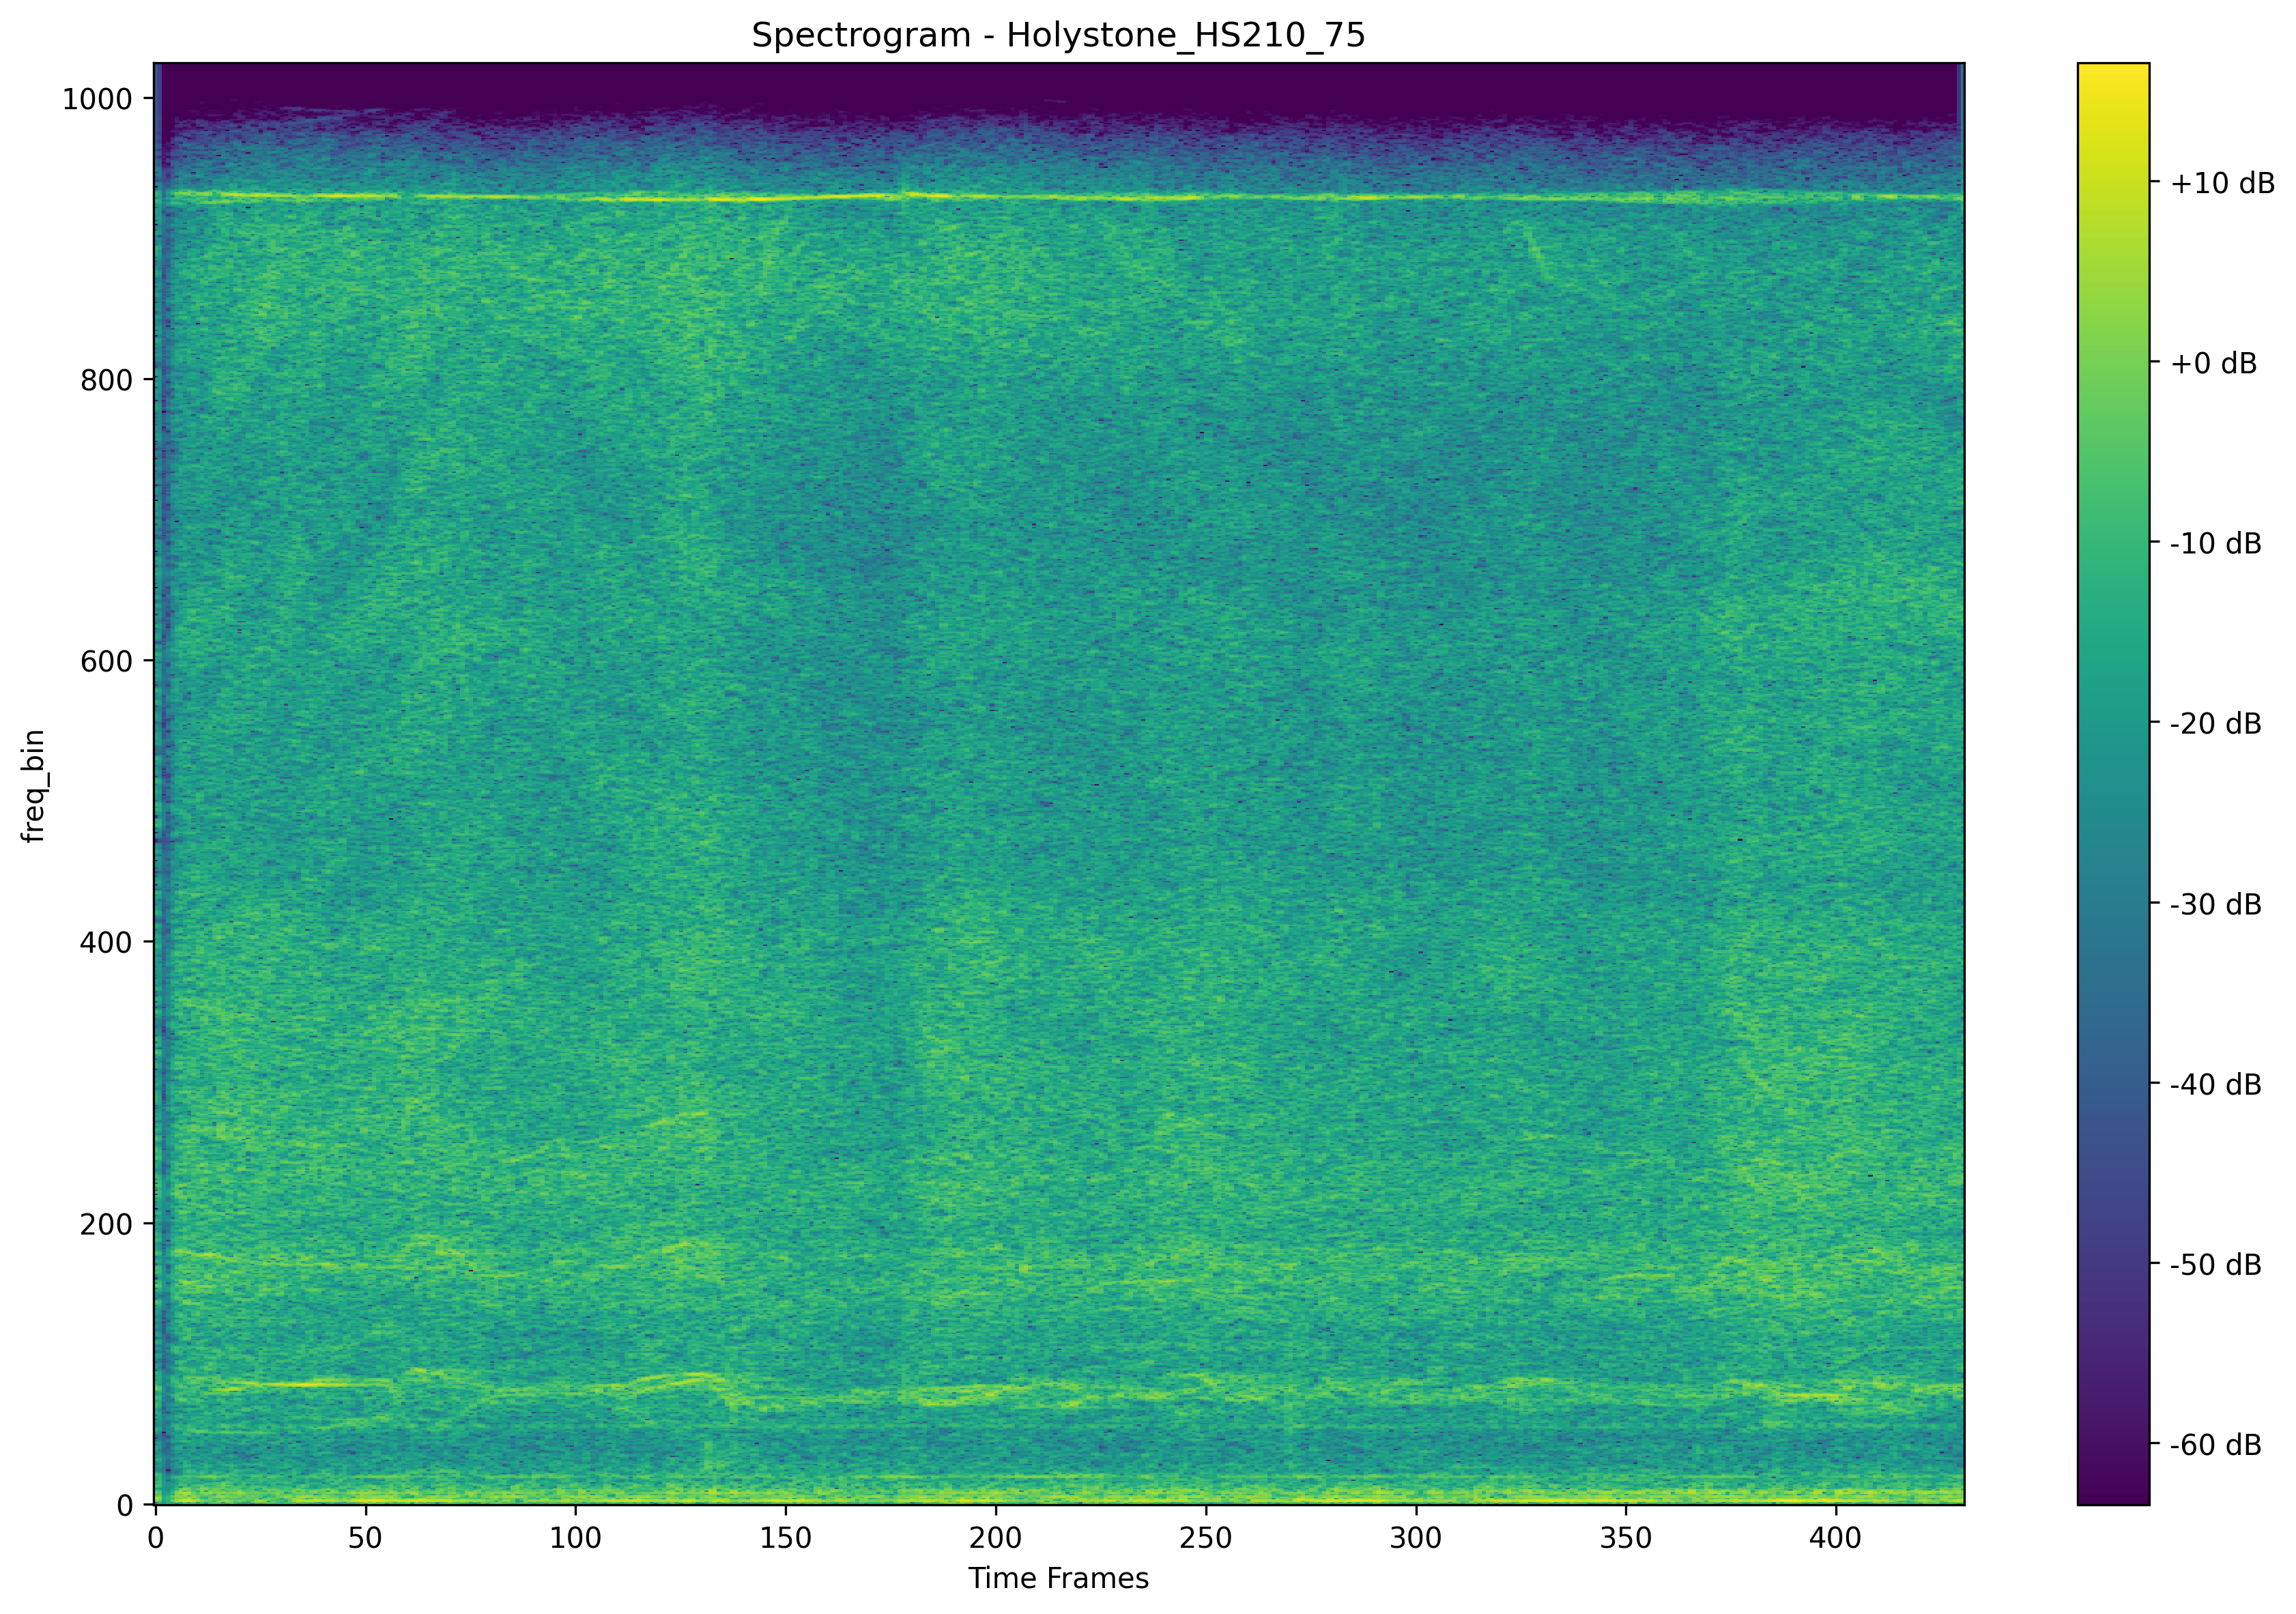 Spectrogram - Holystone_HS210_75
1000
800
600
400
200
0
freq_bin
0 50 100 150 200 250 300 350 400
Time Frames
+10 dB
+0 dB
-10 dB
-20 dB
-30 dB
-40 dB
-50 dB
-60 dB